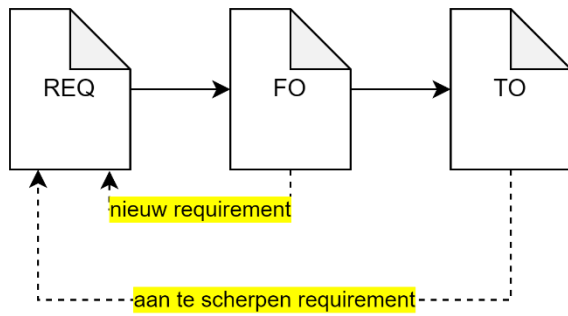 REQ
FO
TO
nieuw requirement
aan te scherpen requirement